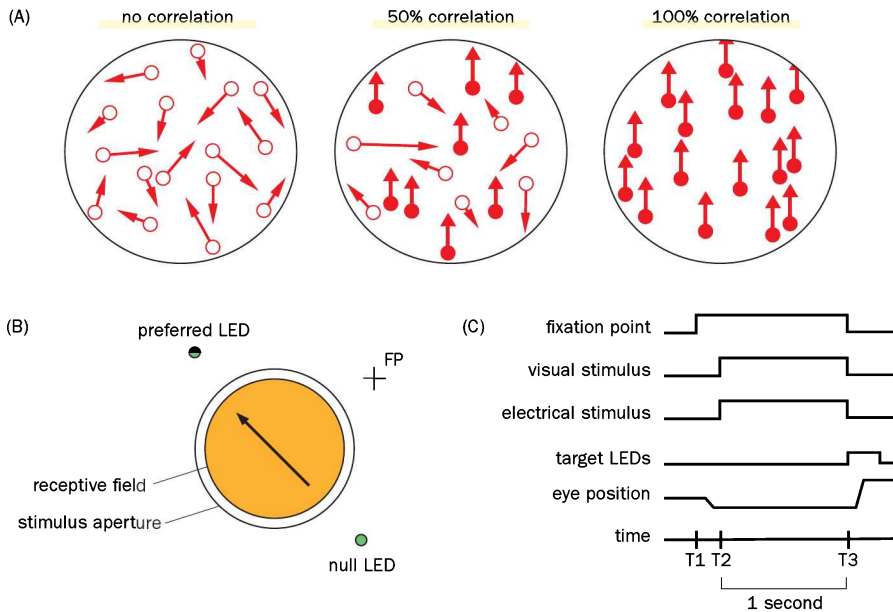 (A)
no correlation
50% correlation
100% correlation
(B)
preferred LED
FP
receptive field
stimulus aperture
null LED
(C)
fixation point
visual stimulus
electrical stimulus
target LEDs
eye position
time
T1 T2 T3
1 second